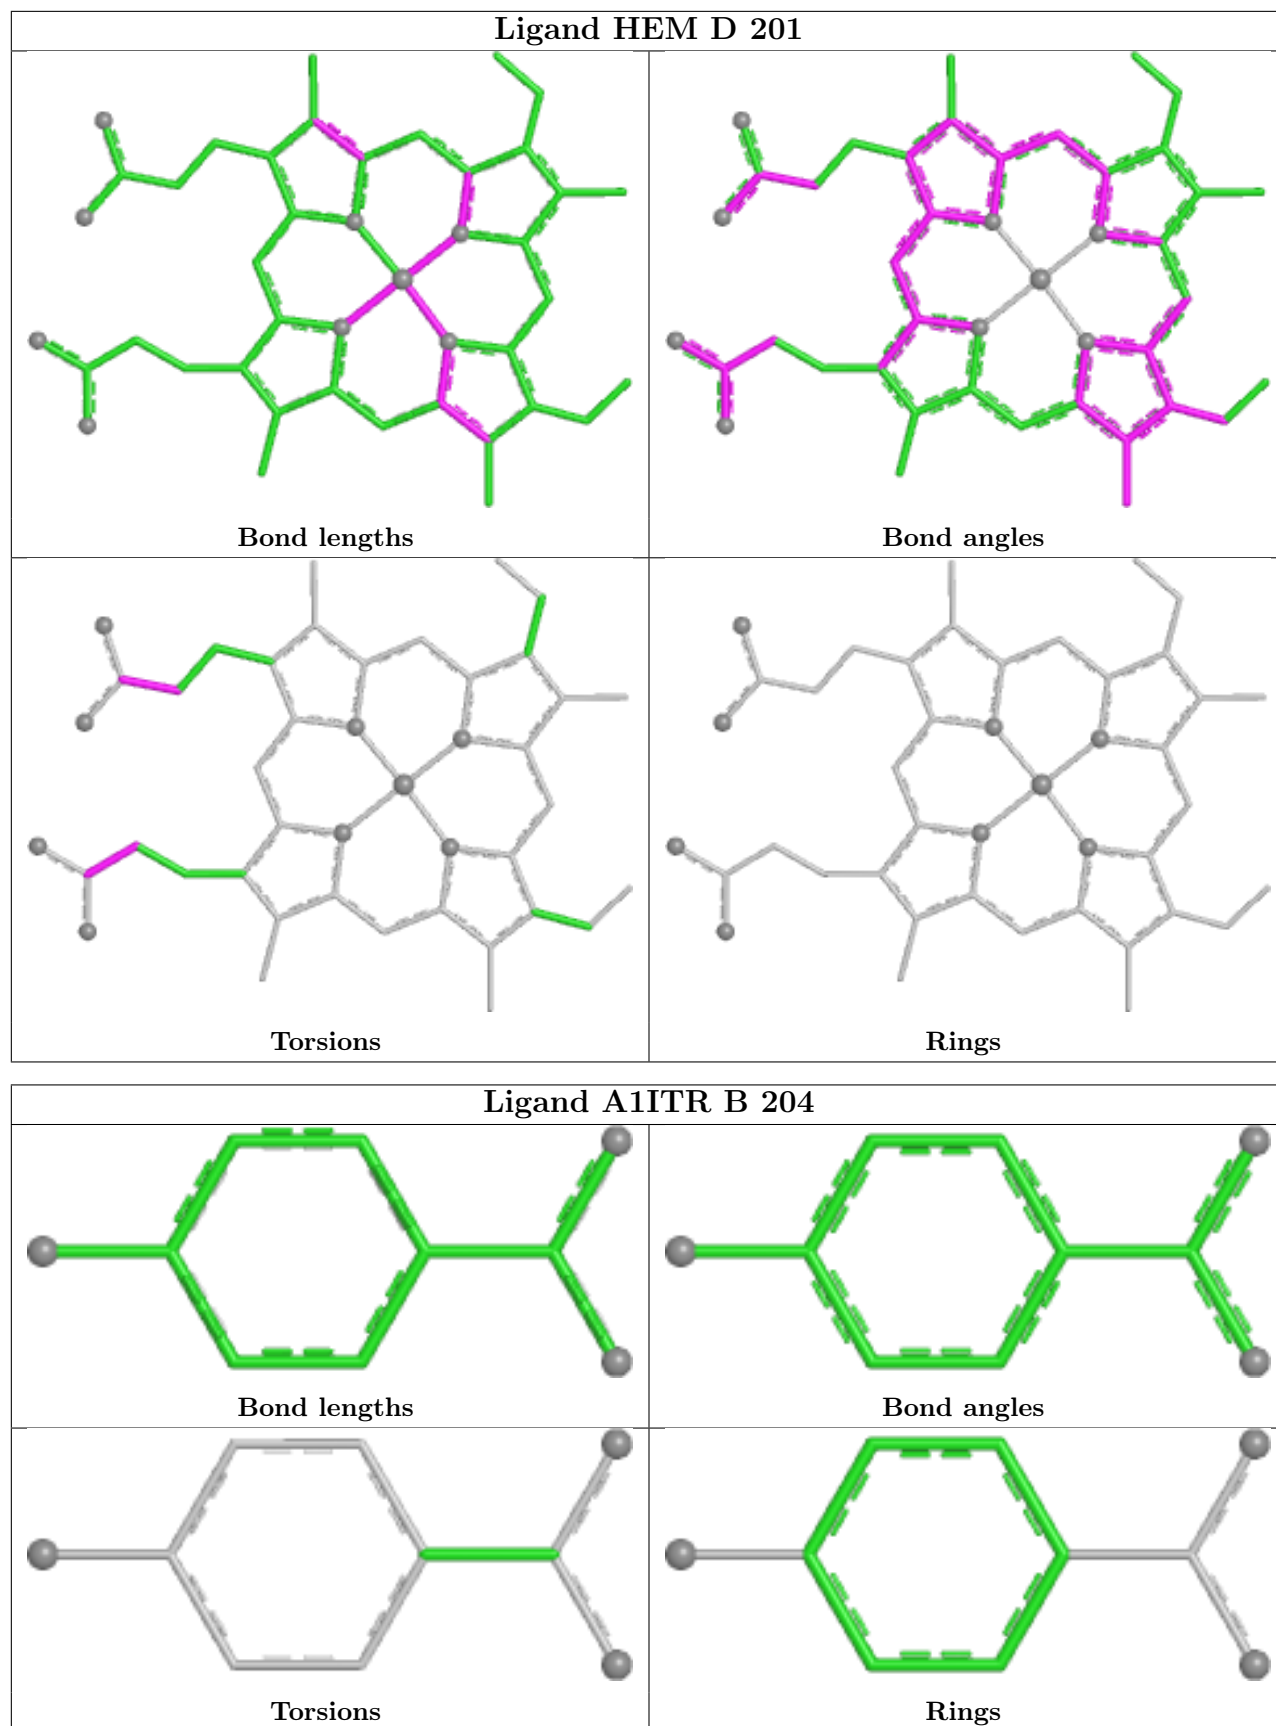 Ligand HEM D 201
Bond lengths
Bond angles
Torsions
Rings
Ligand A1ITR B 204
Bond lengths
Bond angles
Torsions
Rings